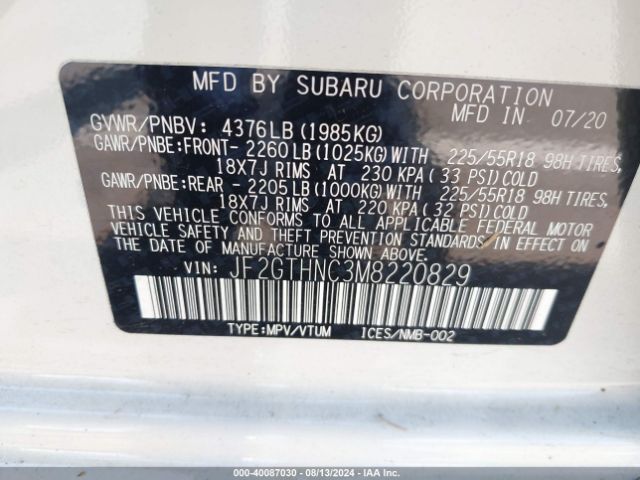 MFD BY SUBARU CORPORATION
MFD IN 07/20
GVWR/PNBV: 4376LB (1985KG)
GAWR/PNBE:FRONT- 2260LB (1025KG) WITH 225/55R18 98H TIRES,
18X7J RIMS AT 230 KPA (33 PSI) COLD
GAWR/PNBE:REAR - 2205LB (1000KG) WITH 225/55R18 98H TIRES,
18X7J RIMS AT 220 KPA (32 PSI) COLD
THIS VEHICLE CONFORMS TO ALL APPLICABLE FEDERAL MOTOR
VEHICLE SAFETY AND THEFT PREVENTION STANDARDS IN EFFECT ON
THE DATE OF MANUFACTURE SHOWN ABOVE.
VIN: JF2GTHNC3M8220829
TYPE:MPV/VTUM ICES/NMB-002
(C) COPYRIGHT - 40087030 - 08/13/2024 - IAA Inc.